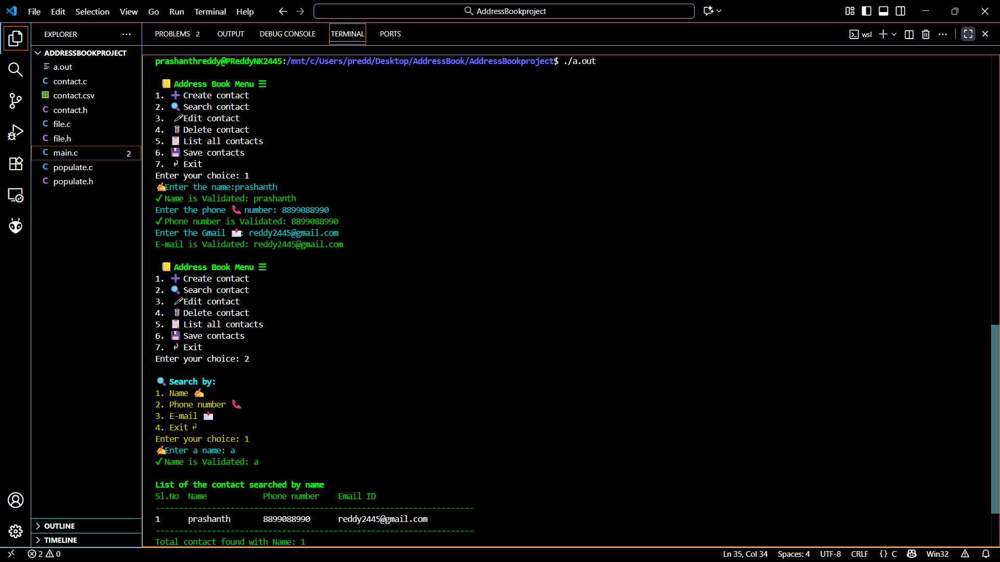 File Edit Selection View Go Run Terminal Help
AddressBookproject
EXPLORER
PROBLEMS 2 OUTPUT DEBUG CONSOLE TERMINAL PORTS
wsl
ADDRESSBOOKPROJECT
a.out
C contact.c
contact.csv
C contact.h
C file.c
C file.h
C main.c 2
C populate.c
C populate.h
OUTLINE
TIMELINE
prashanthreddy@PReddyNK2445:/mnt/c/Users/predd/Desktop/AddressBook/AddressBookproject$ ./a.out
📒 Address Book Menu ☰
1. ➕ Create contact
2. 🔍 Search contact
3. 🖊Edit contact
4. 🗑 Delete contact
5. 📋 List all contacts
6. 💾 Save contacts
7. ⤶ Exit
Enter your choice: 1
✍Enter the name:prashanth
✓Name is Validated: prashanth
Enter the phone 📞 number: 8899088990
✓Phone number is Validated: 8899088990
Enter the Gmail 📩: reddy2445@gmail.com
E-mail is Validated: reddy2445@gmail.com
📒 Address Book Menu ☰
1. ➕ Create contact
2. 🔍 Search contact
3. 🖊Edit contact
4. 🗑 Delete contact
5. 📋 List all contacts
6. 💾 Save contacts
7. ⤶ Exit
Enter your choice: 2
🔍 Search by:
1. Name ✍
2. Phone number 📞
3. E-mail 📩
4. Exit ⤶
Enter your choice: 1
✍Enter a name: a
✓Name is Validated: a
List of the contact searched by name
Sl.No Name Phone number Email ID
--------------------------------------------------------------------
1 prashanth 8899088990 reddy2445@gmail.com
--------------------------------------------------------------------
Total contact found with Name: 1
2 0
Ln 35, Col 34 Spaces: 4 UTF-8 CRLF {} C Win32